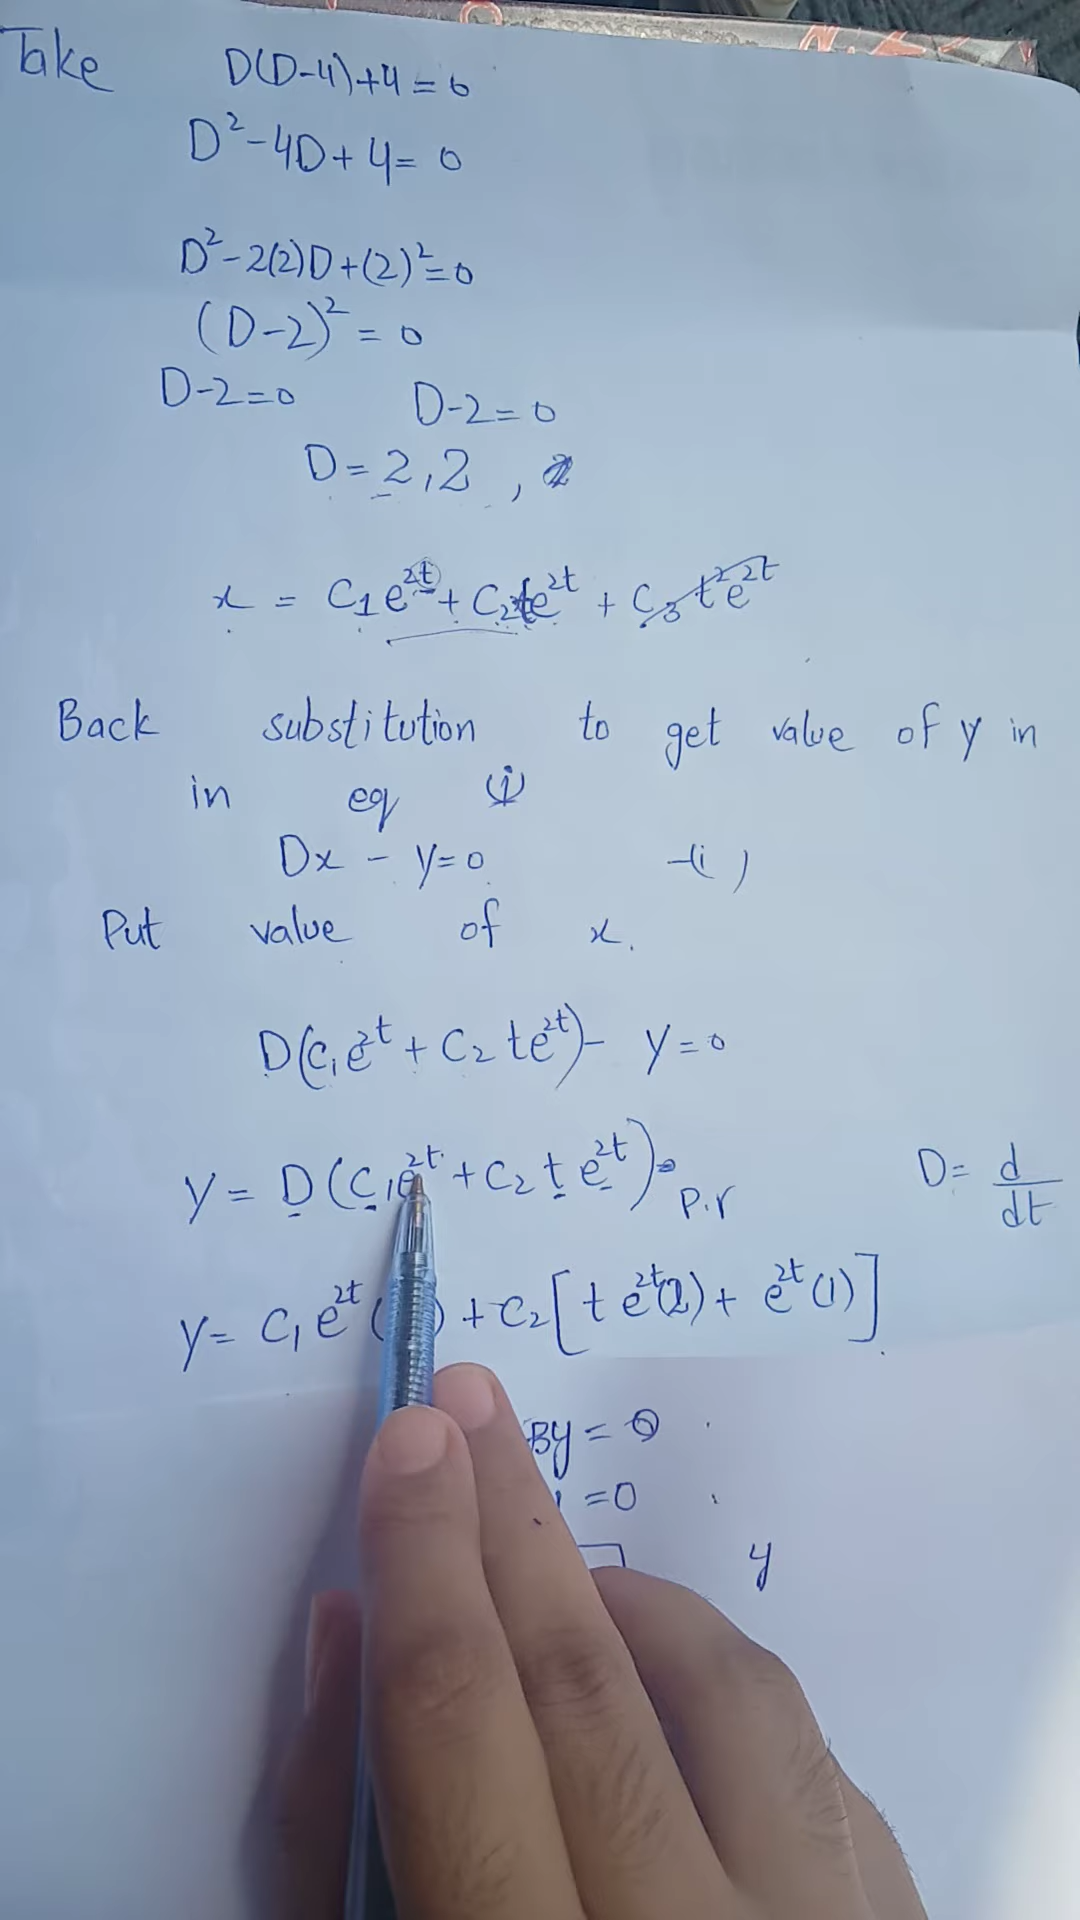 Take D(D-4)+4=0
D²-4D+4=0
D²-2(2)D+(2)²=0
(D-2)²=0
D-2=0 D-2=0
D=2,2,
x = C₁e²ᵗ + C₂te²ᵗ + C₃t²e²ᵗ
Back substitution to get value of y in
in eq (i)
Dx - y=0 -(i)
Put value of x.
D(C₁e²ᵗ + C₂te²ᵗ)- y=0
y = D(C₁e²ᵗ + C₂te²ᵗ) P.r D= d/dt
y= C₁e²ᵗ( ) + C₂[te²ᵗ(2)+ e²ᵗ(1)]
By = 0
=0
y